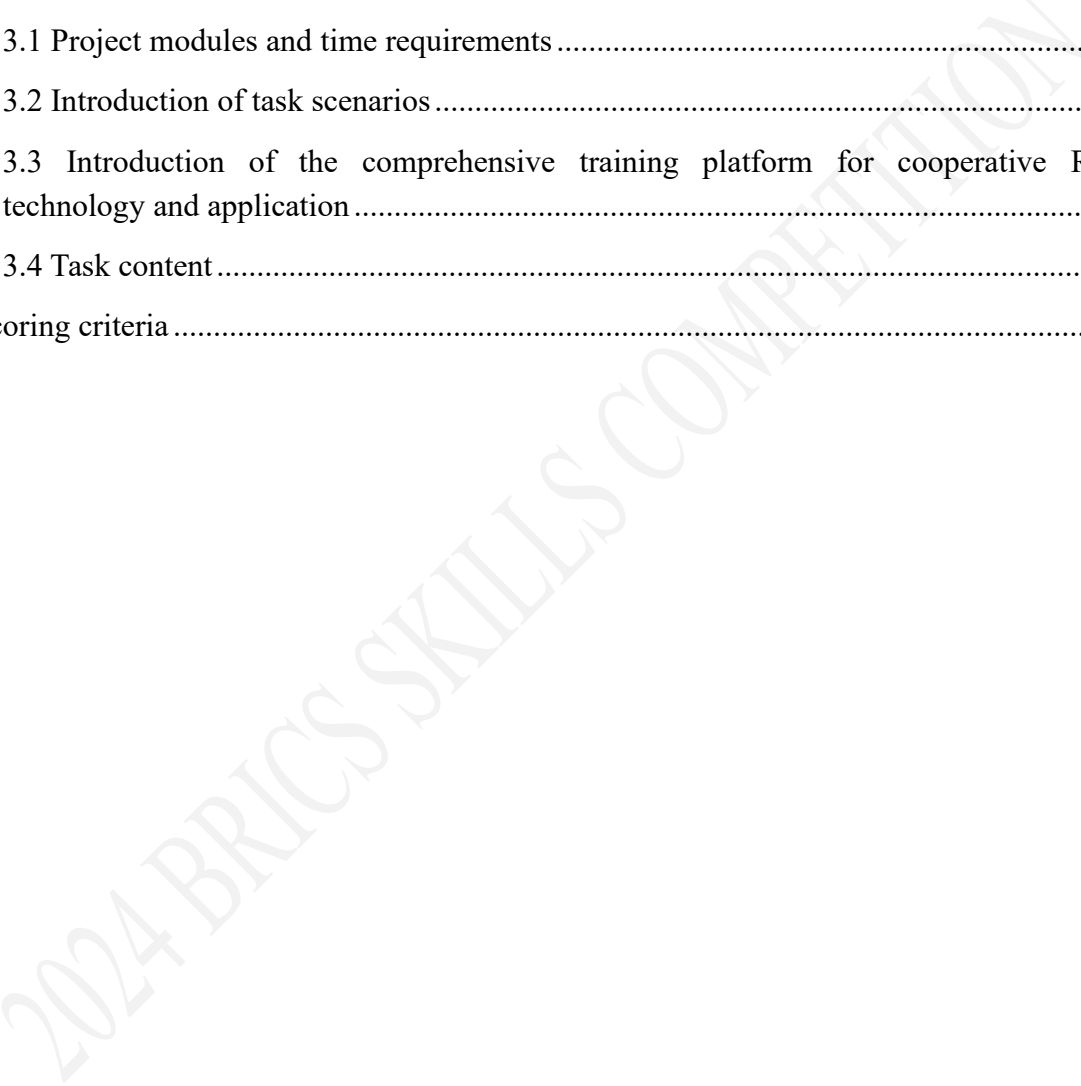 3.1 Project modules and time requirements ........................................................................
3.2 Introduction of task scenarios ........................................................................................
3.3 Introduction of the comprehensive training platform for cooperative
technology and application ..................................................................................................
3.4 Task content ....................................................................................................................
coring criteria .........................................................................................................................
2024 BRICS SKILLS COMPETITION